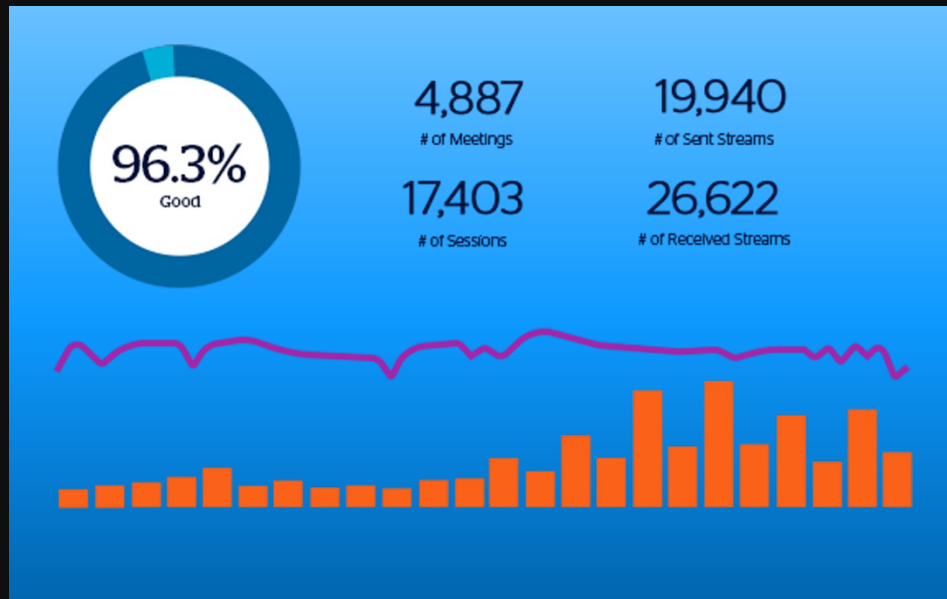 96.3%
Good
4,887
# of Meetings
19,940
# of Sent Streams
17,403
# of Sessions
26,622
# of Received Streams